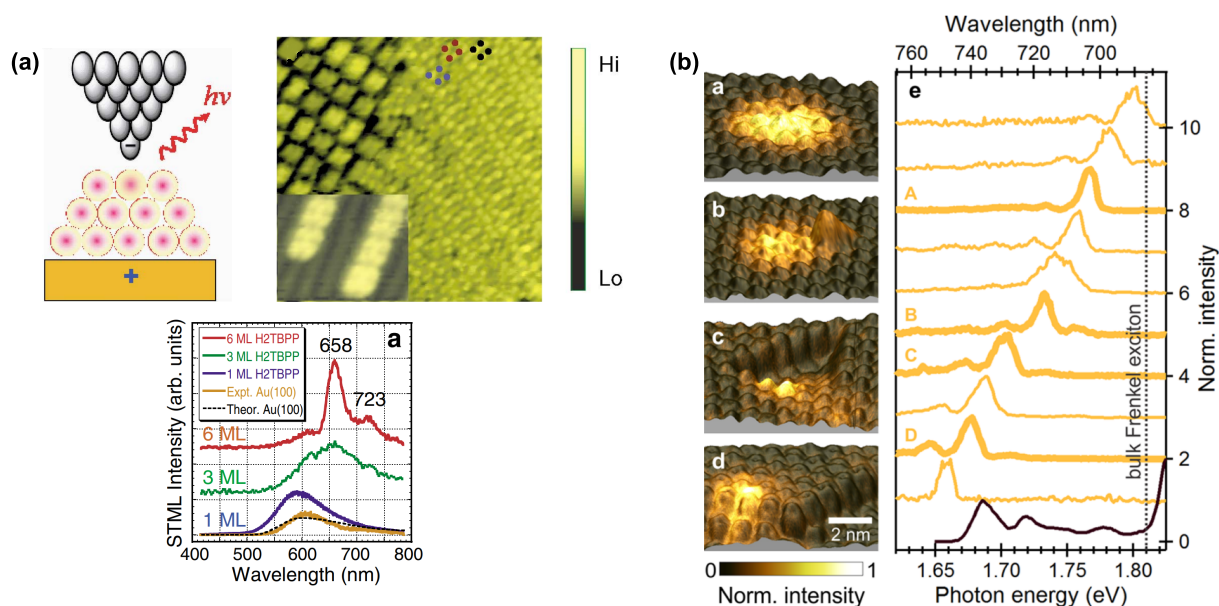 (a)
hν
−
+
Hi
Lo
a
6 ML H2TBPP
3 ML H2TBPP
1 ML H2TBPP
Expt. Au(100)
Theor. Au(100)
658
723
6 ML
3 ML
1 ML
STML Intensity (arb. units)
400 500 600 700 800
Wavelength (nm)
(b)
a
b
c
d
2 nm
0 1
Norm. intensity
Wavelength (nm)
760 740 720 700
e
A
B
C
D
bulk Frenkel exciton
10
8
6
4
2
0
Norm. intensity
1.65 1.70 1.75 1.80
Photon energy (eV)